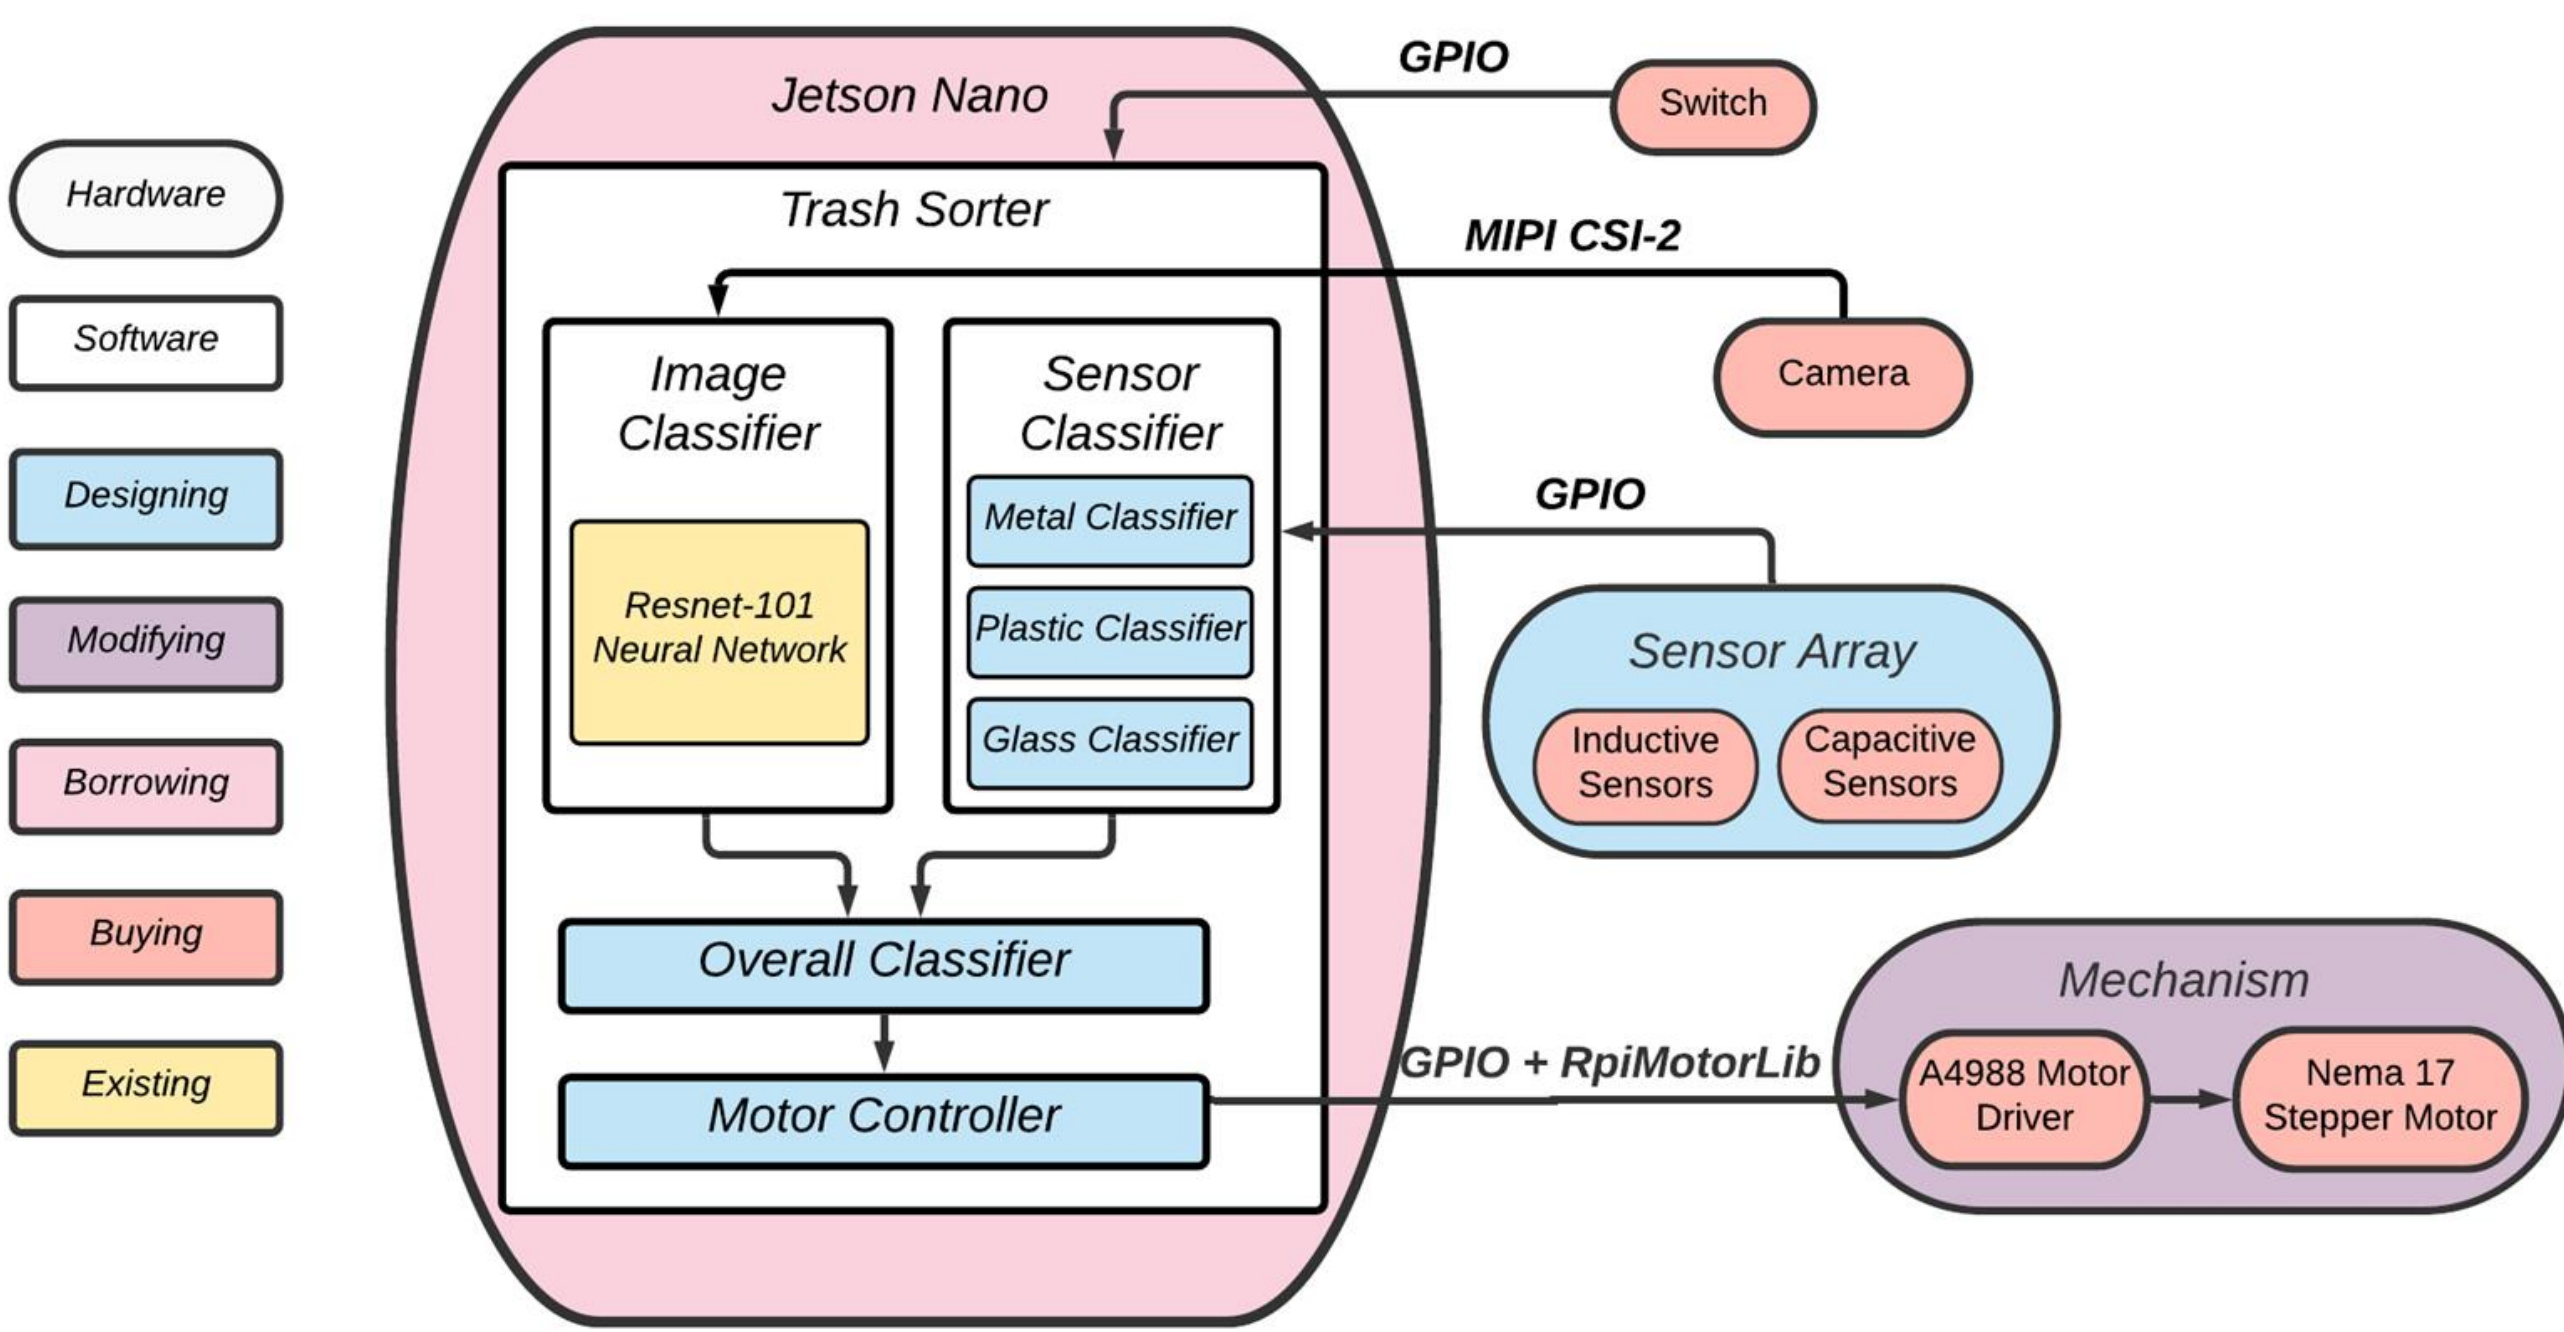 Hardware
Software
Designing
Modifying
Borrowing
Buying
Existing
Jetson Nano
Trash Sorter
Image
Classifier
Resnet-101
Neural Network
Sensor
Classifier
Metal Classifier
Plastic Classifier
Glass Classifier
Overall Classifier
Motor Controller
GPIO
Switch
MIPI CSI-2
Camera
GPIO
Sensor Array
Inductive
Sensors
Capacitive
Sensors
GPIO + RpiMotorLib
Mechanism
A4988 Motor
Driver
Nema 17
Stepper Motor